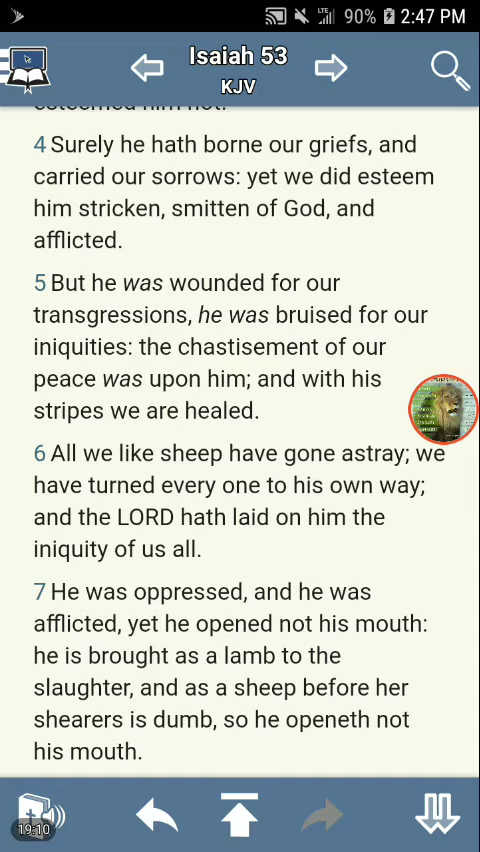 LTE 90% 2:47 PM
Isaiah 53
KJV
esteemed him not.
4 Surely he hath borne our griefs, and
carried our sorrows: yet we did esteem
him stricken, smitten of God, and
afflicted.
5 But he was wounded for our
transgressions, he was bruised for our
iniquities: the chastisement of our
peace was upon him; and with his
stripes we are healed.
6 All we like sheep have gone astray; we
have turned every one to his own way;
and the LORD hath laid on him the
iniquity of us all.
7 He was oppressed, and he was
afflicted, yet he opened not his mouth:
he is brought as a lamb to the
slaughter, and as a sheep before her
shearers is dumb, so he openeth not
his mouth.
19:10